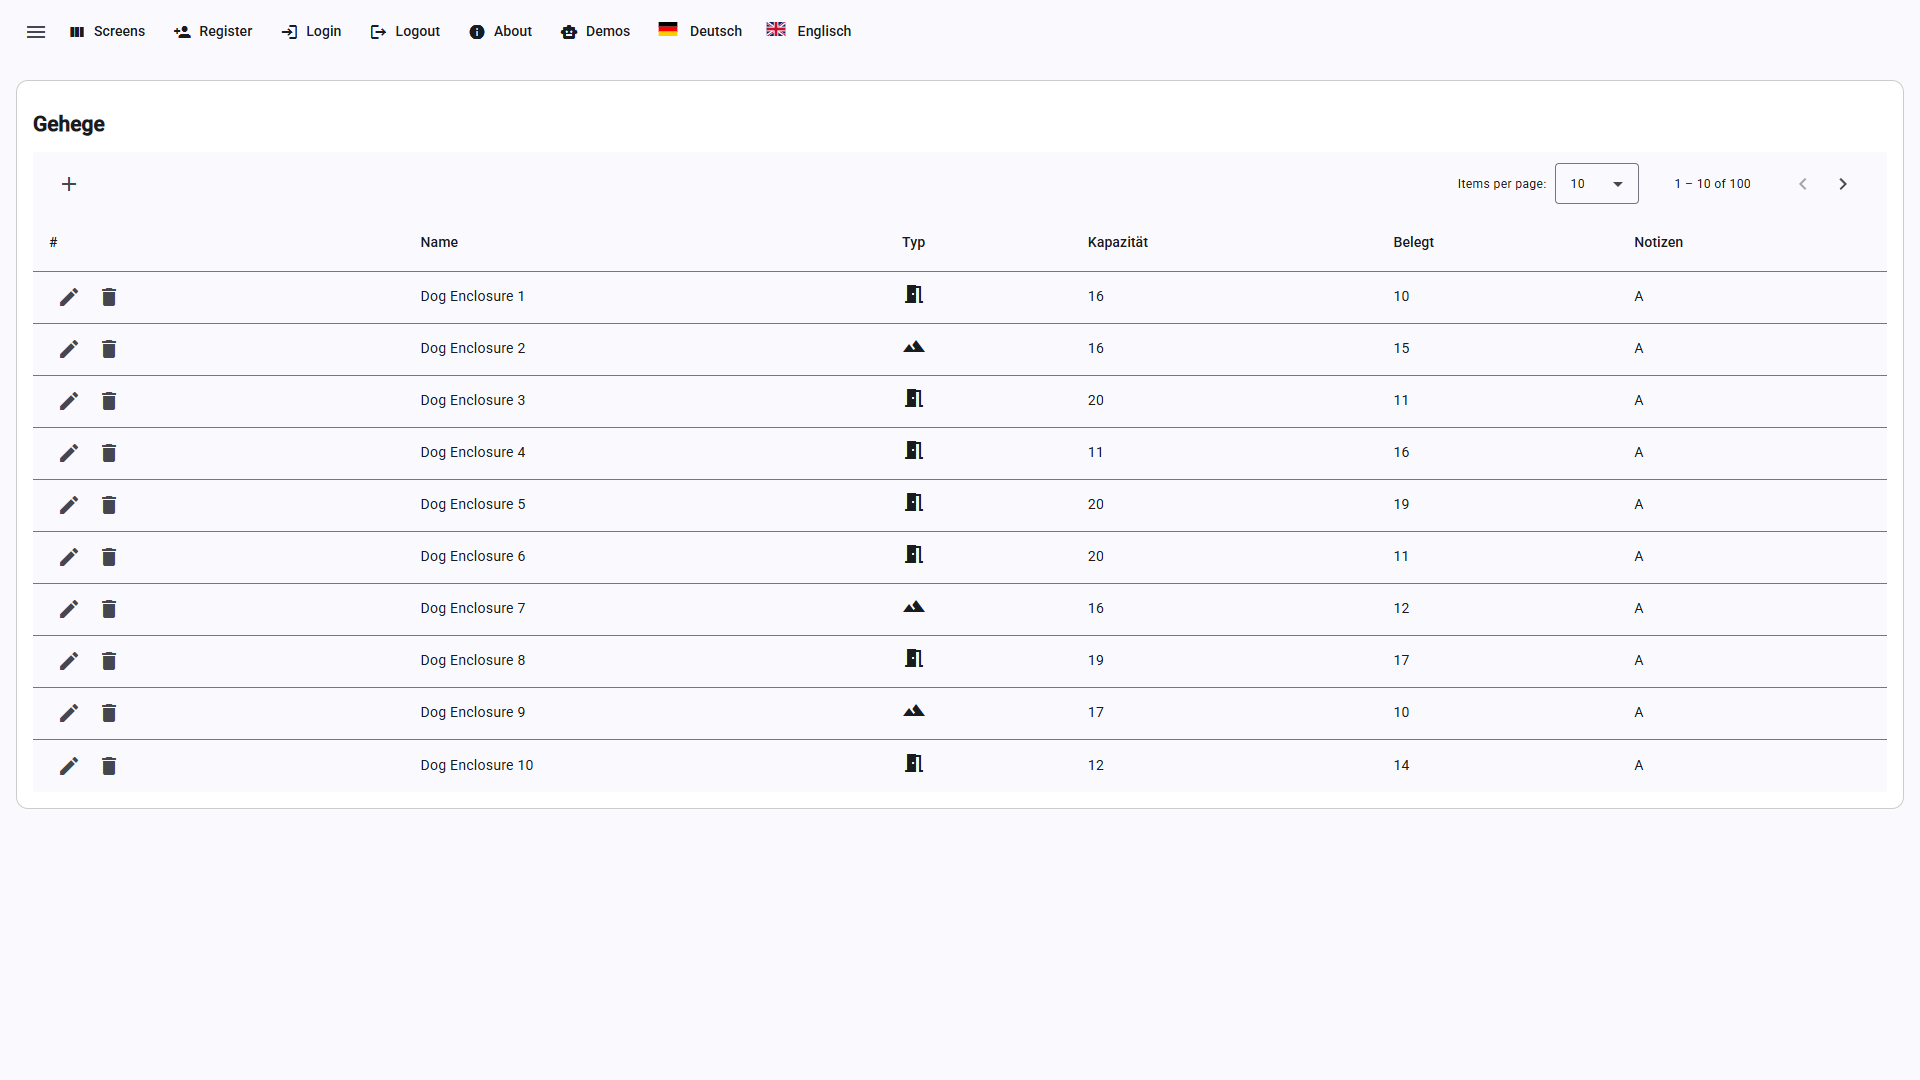 Screens Register Login Logout About Demos Deutsch Englisch
Gehege
Items per page: 10 1 – 10 of 100
# Name Typ Kapazität Belegt Notizen
Dog Enclosure 1 16 10 A
Dog Enclosure 2 16 15 A
Dog Enclosure 3 20 11 A
Dog Enclosure 4 11 16 A
Dog Enclosure 5 20 19 A
Dog Enclosure 6 20 11 A
Dog Enclosure 7 16 12 A
Dog Enclosure 8 19 17 A
Dog Enclosure 9 17 10 A
Dog Enclosure 10 12 14 A